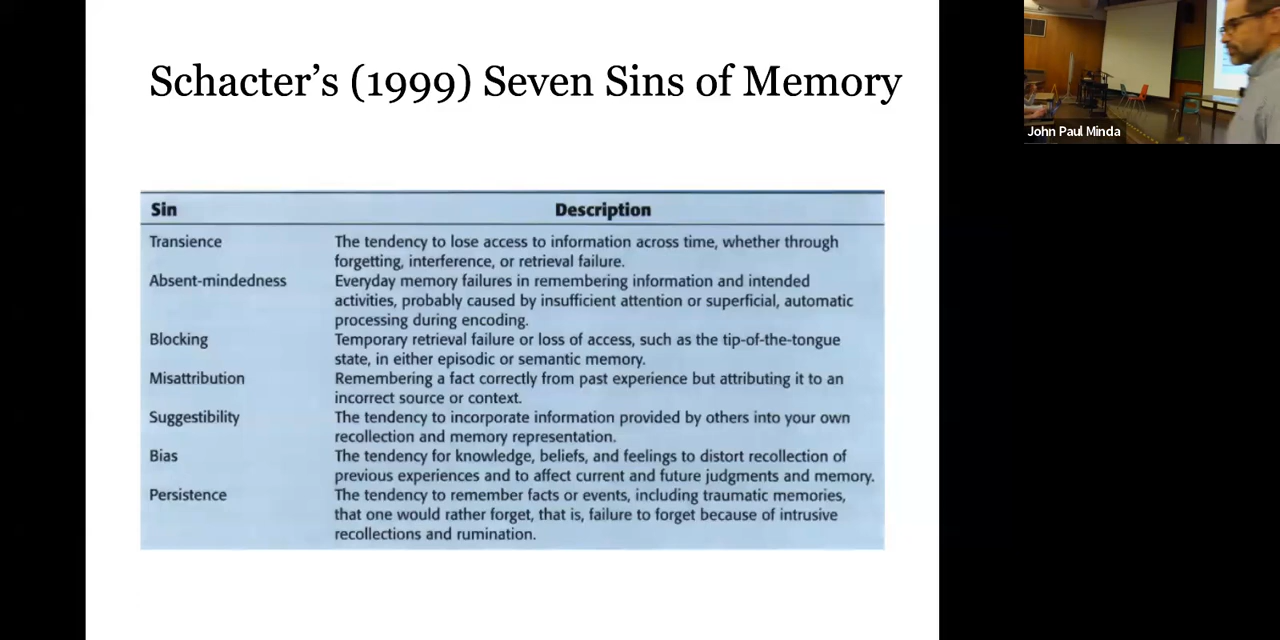 Schacter's (1999) Seven Sins of Memory
Sin Description
Transience The tendency to lose access to information across time, whether through
forgetting, interference, or retrieval failure.
Absent-mindedness Everyday memory failures in remembering information and intended
activities, probably caused by insufficient attention or superficial, automatic
processing during encoding.
Blocking Temporary retrieval failure or loss of access, such as the tip-of-the-tongue
state, in either episodic or semantic memory.
Misattribution Remembering a fact correctly from past experience but attributing it to an
incorrect source or context.
Suggestibility The tendency to incorporate information provided by others into your own
recollection and memory representation.
Bias The tendency for knowledge, beliefs, and feelings to distort recollection of
previous experiences and to affect current and future judgments and memory.
Persistence The tendency to remember facts or events, including traumatic memories,
that one would rather forget, that is, failure to forget because of intrusive
recollections and rumination.
John Paul Minda